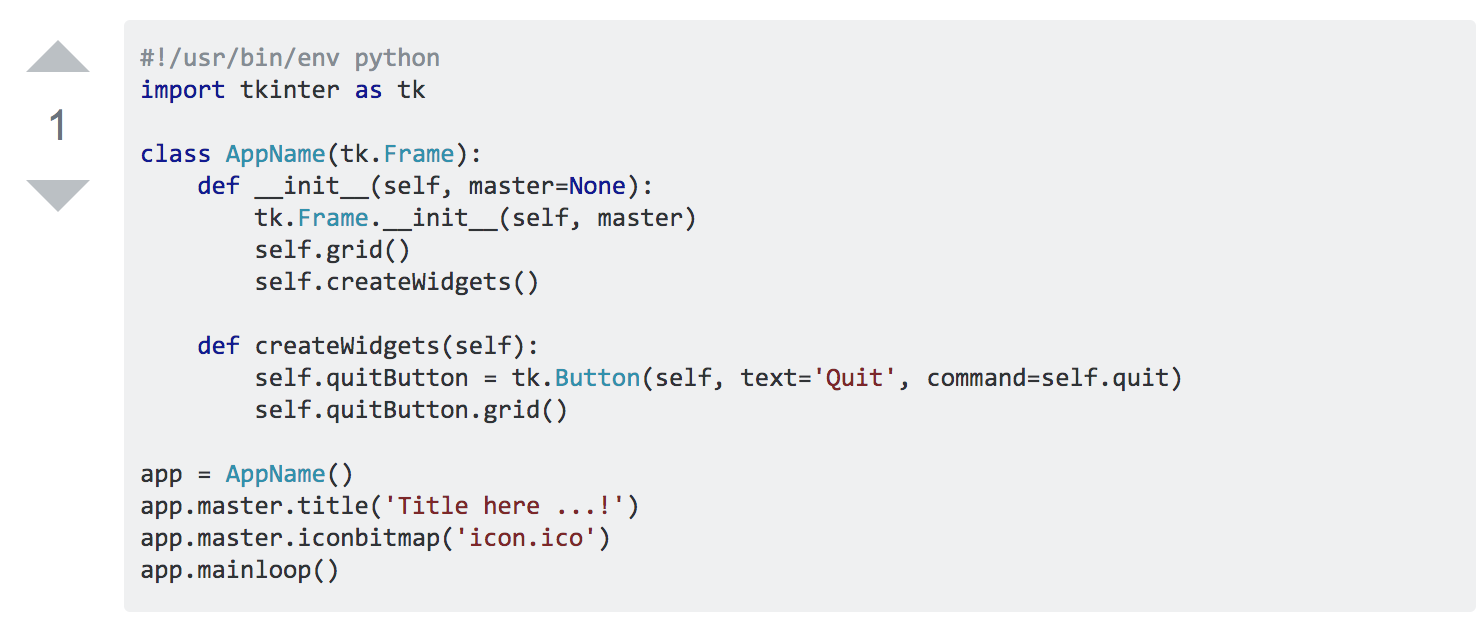 1
#!/usr/bin/env python
import tkinter as tk
class AppName(tk.Frame):
    def __init__(self, master=None):
        tk.Frame.__init__(self, master)
        self.grid()
        self.createWidgets()
    def createWidgets(self):
        self.quitButton = tk.Button(self, text='Quit', command=self.quit)
        self.quitButton.grid()
app = AppName()
app.master.title('Title here ...!')
app.master.iconbitmap('icon.ico')
app.mainloop()